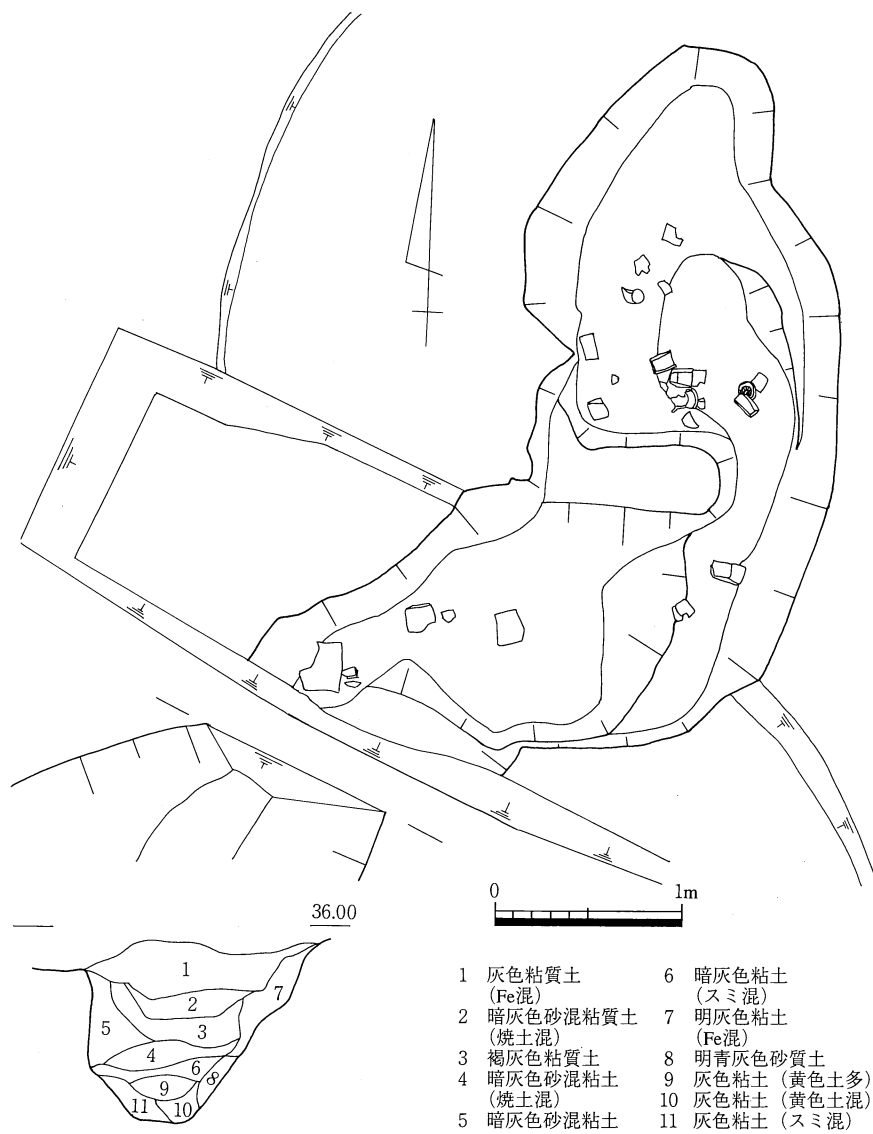 0 1m
36.00
1
2
3
4
5
6
7
8
9
10
11
1 灰色粘質土
(Fe混)
2 暗灰色砂混粘質土
(焼土混)
3 褐灰色粘質土
4 暗灰色砂混粘土
(焼土混)
5 暗灰色砂混粘土
6 暗灰色粘土
(スミ混)
7 明灰色粘土
(Fe混)
8 明青灰色砂質土
9 灰色粘土（黄色土多）
10 灰色粘土（黄色土混）
11 灰色粘土（スミ混）